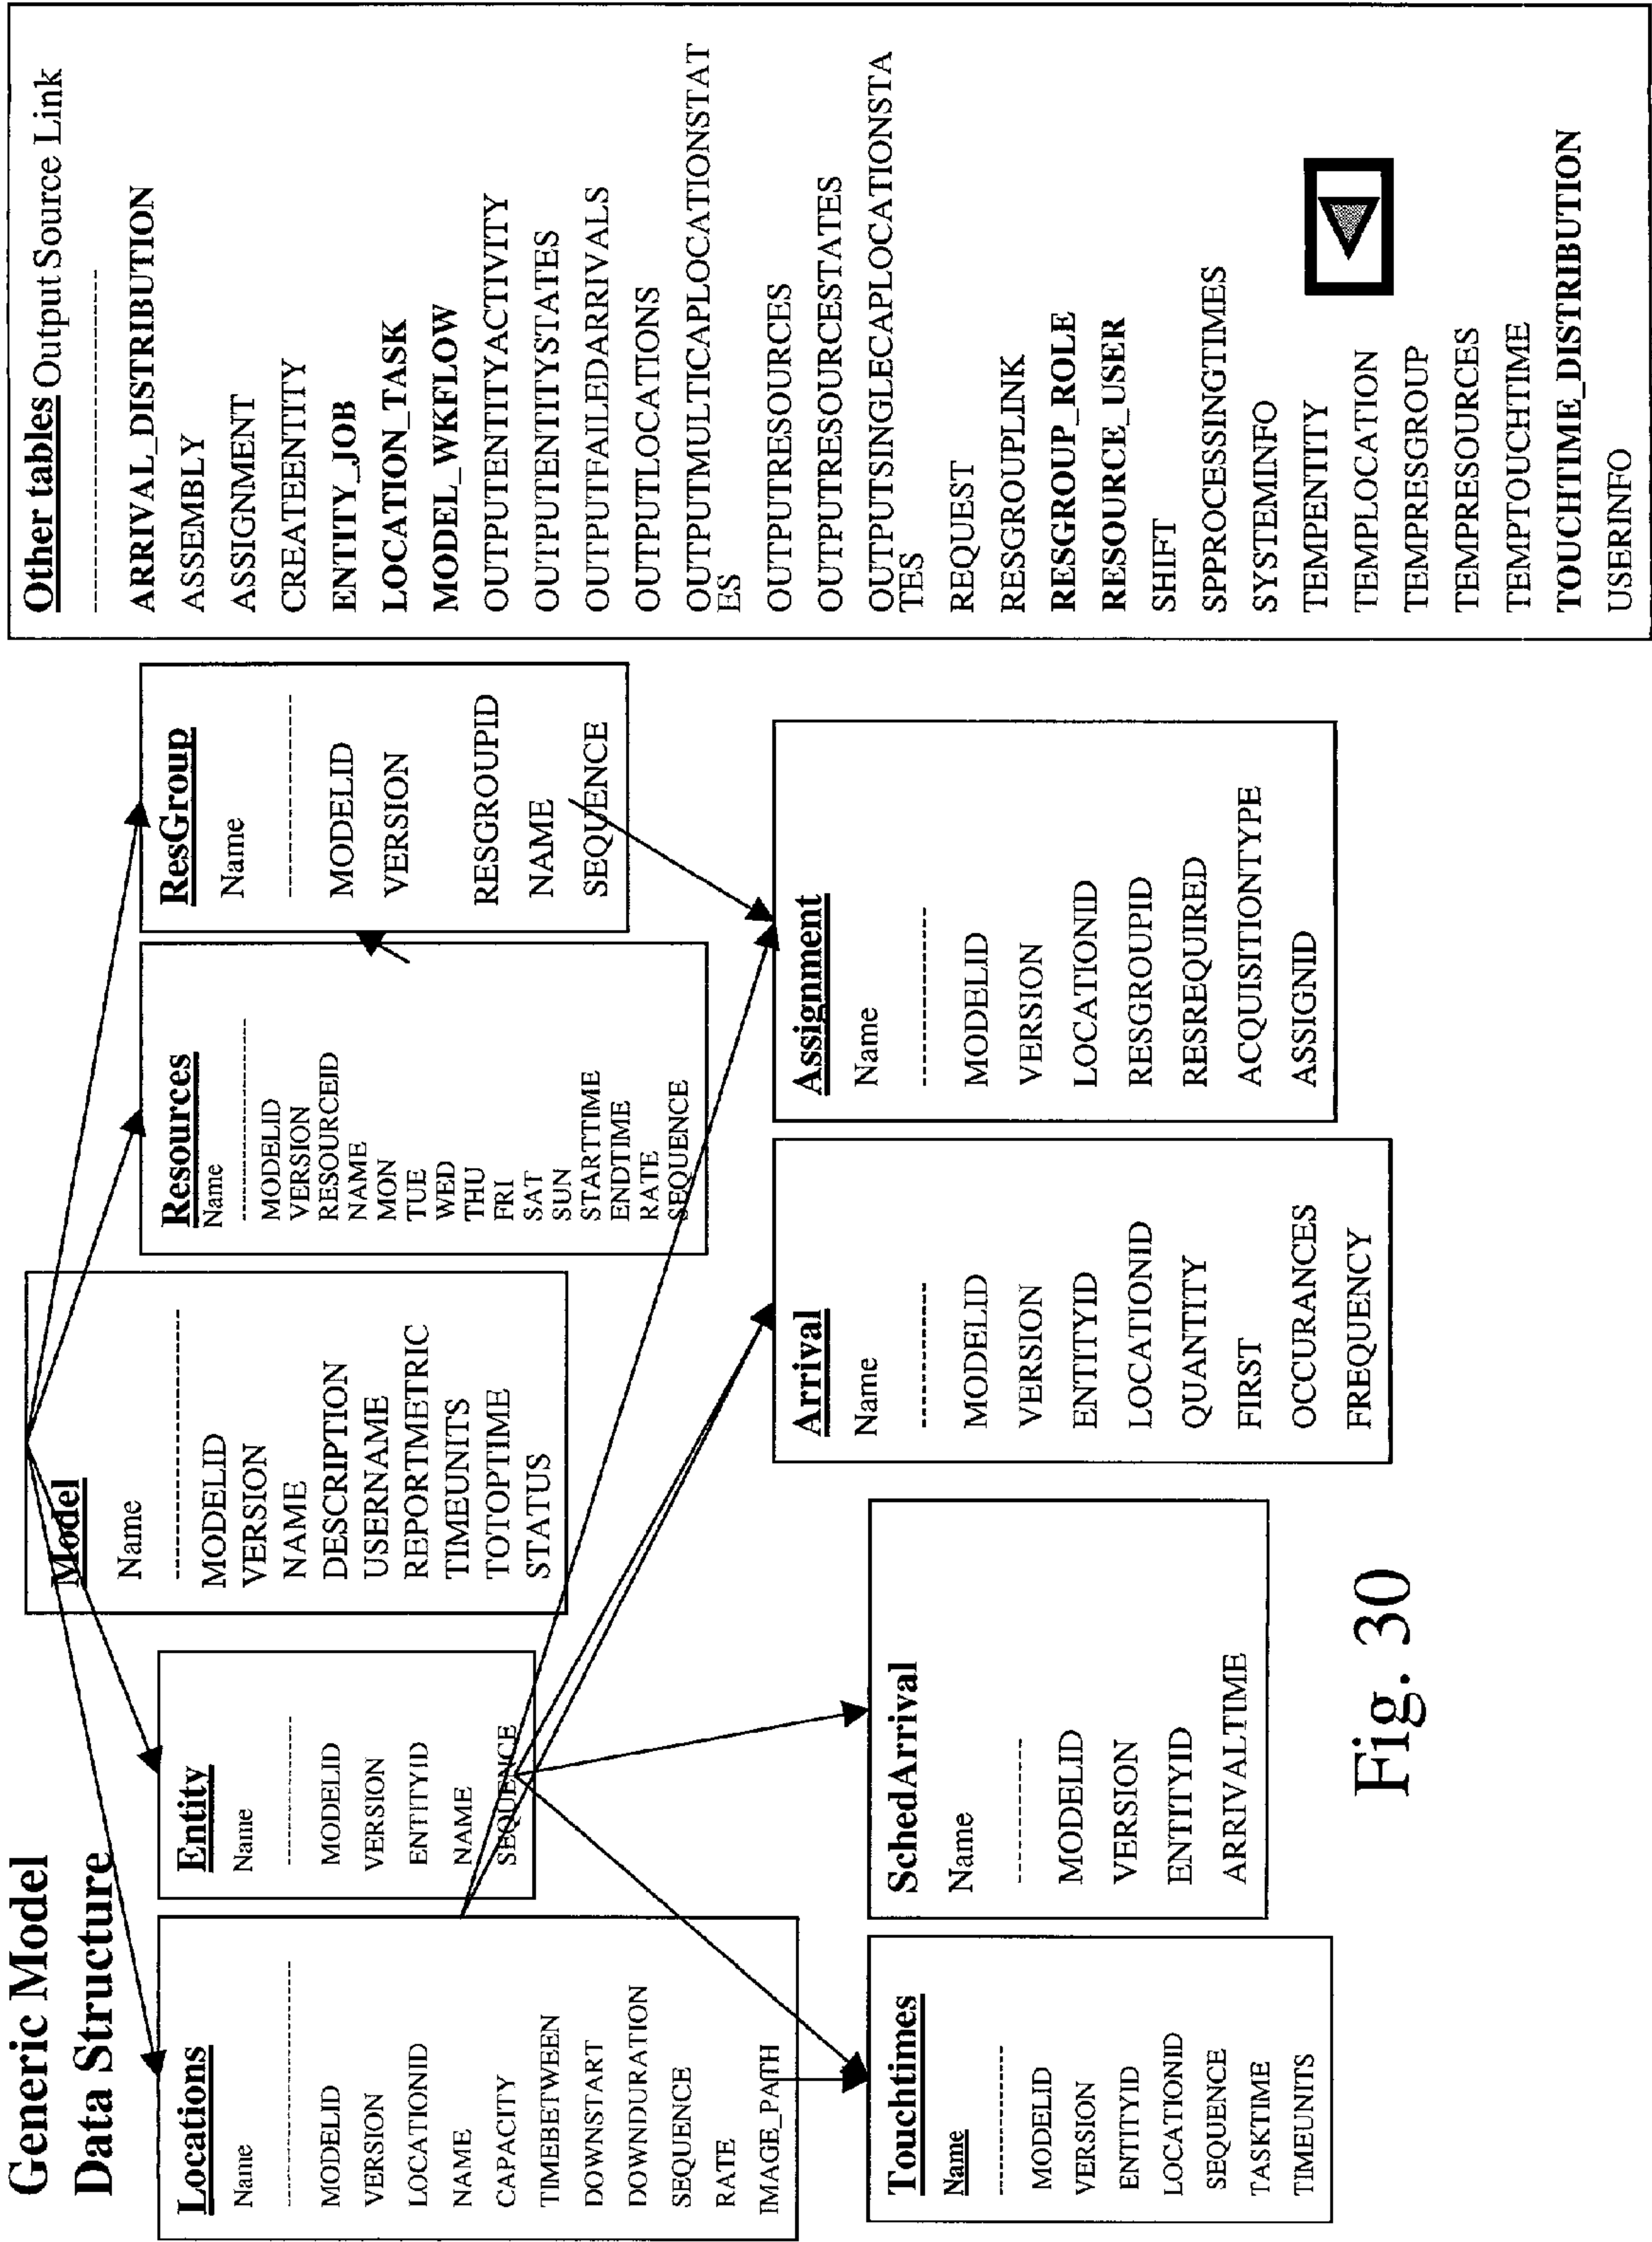 Generic Model
Data Structure
Model
Name
MODELID
VERSION
NAME
DESCRIPTION
USERNAME
REPORTMETRIC
TIMEUNITS
TOTOPTIME
STATUS
Locations
Name
MODELID
VERSION
LOCATIONID
NAME
CAPACITY
TIMEBETWEEN
DOWNSTART
DOWNDURATION
SEQUENCE
RATE
IMAGE_PATH
Entity
Name
MODELID
VERSION
ENTITYID
NAME
SEQUENCE
Resources
Name
MODELID
VERSION
RESOURCEID
NAME
MON
TUE
WED
THU
FRI
SAT
SUN
STARTTIME
ENDTIME
RATE
SEQUENCE
ResGroup
Name
MODELID
VERSION
RESGROUPID
NAME
SEQUENCE
Touchtimes
Name
MODELID
VERSION
ENTITYID
LOCATIONID
SEQUENCE
TASKTIME
TIMEUNITS
SchedArrival
Name
MODELID
VERSION
ENTITYID
ARRIVALTIME
Arrival
Name
MODELID
VERSION
ENTITYID
LOCATIONID
QUANTITY
FIRST
OCCURANCES
FREQUENCY
Assignment
Name
MODELID
VERSION
LOCATIONID
RESGROUPID
RESREQUIRED
ACQUISITIONTYPE
ASSIGNID
Other tables Output Source Link
ARRIVAL_DISTRIBUTION
ASSEMBLY
ASSIGNMENT
CREATEENTITY
ENTITY_JOB
LOCATION_TASK
MODEL_WKFLOW
OUTPUTENTITYACTIVITY
OUTPUTENTITYSTATES
OUTPUTFAILEDARRIVALS
OUTPUTLOCATIONS
OUTPUTMULTICAPLOCATIONSTAT
ES
OUTPUTRESOURCES
OUTPUTRESOURCESTATES
OUTPUTSINGLECAPLOCATIONSTA
TES
REQUEST
RESGROUPLINK
RESGROUP_ROLE
RESOURCE_USER
SHIFT
SPPROCESSINGTIMES
SYSTEMINFO
TEMPENTITY
TEMPLOCATION
TEMPRESGROUP
TEMPRESOURCES
TEMPTOUCHTIME
TOUCHTIME_DISTRIBUTION
USERINFO
Fig. 30